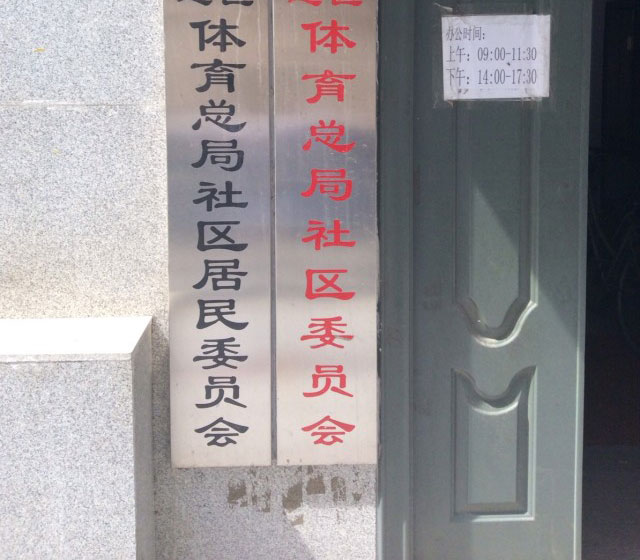 体育总局社区居民委员会
体育总局社区委员会
办公时间:
上午: 09:00-11:30
下午: 14:00-17:30